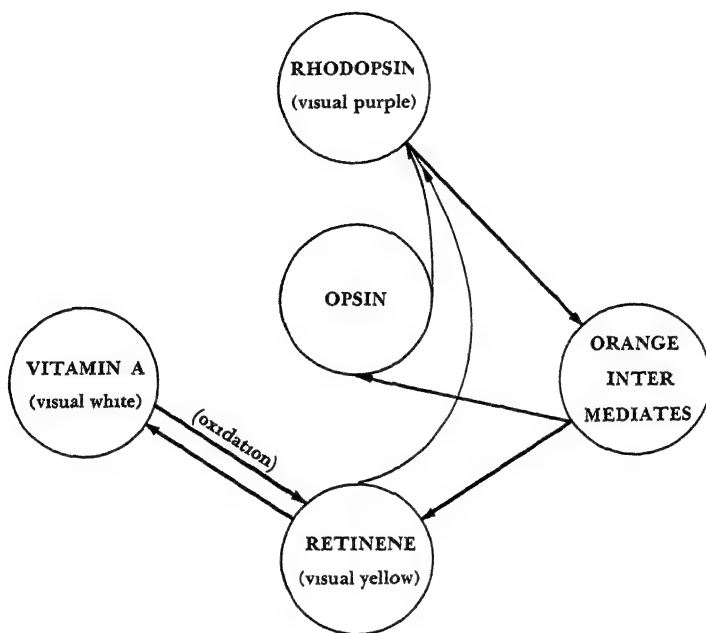 RHODOPSIN
(visual purple)
OPSIN
ORANGE
INTER
MEDIATES
VITAMIN A
(visual white)
(oxidation)
RETINENE
(visual yellow)